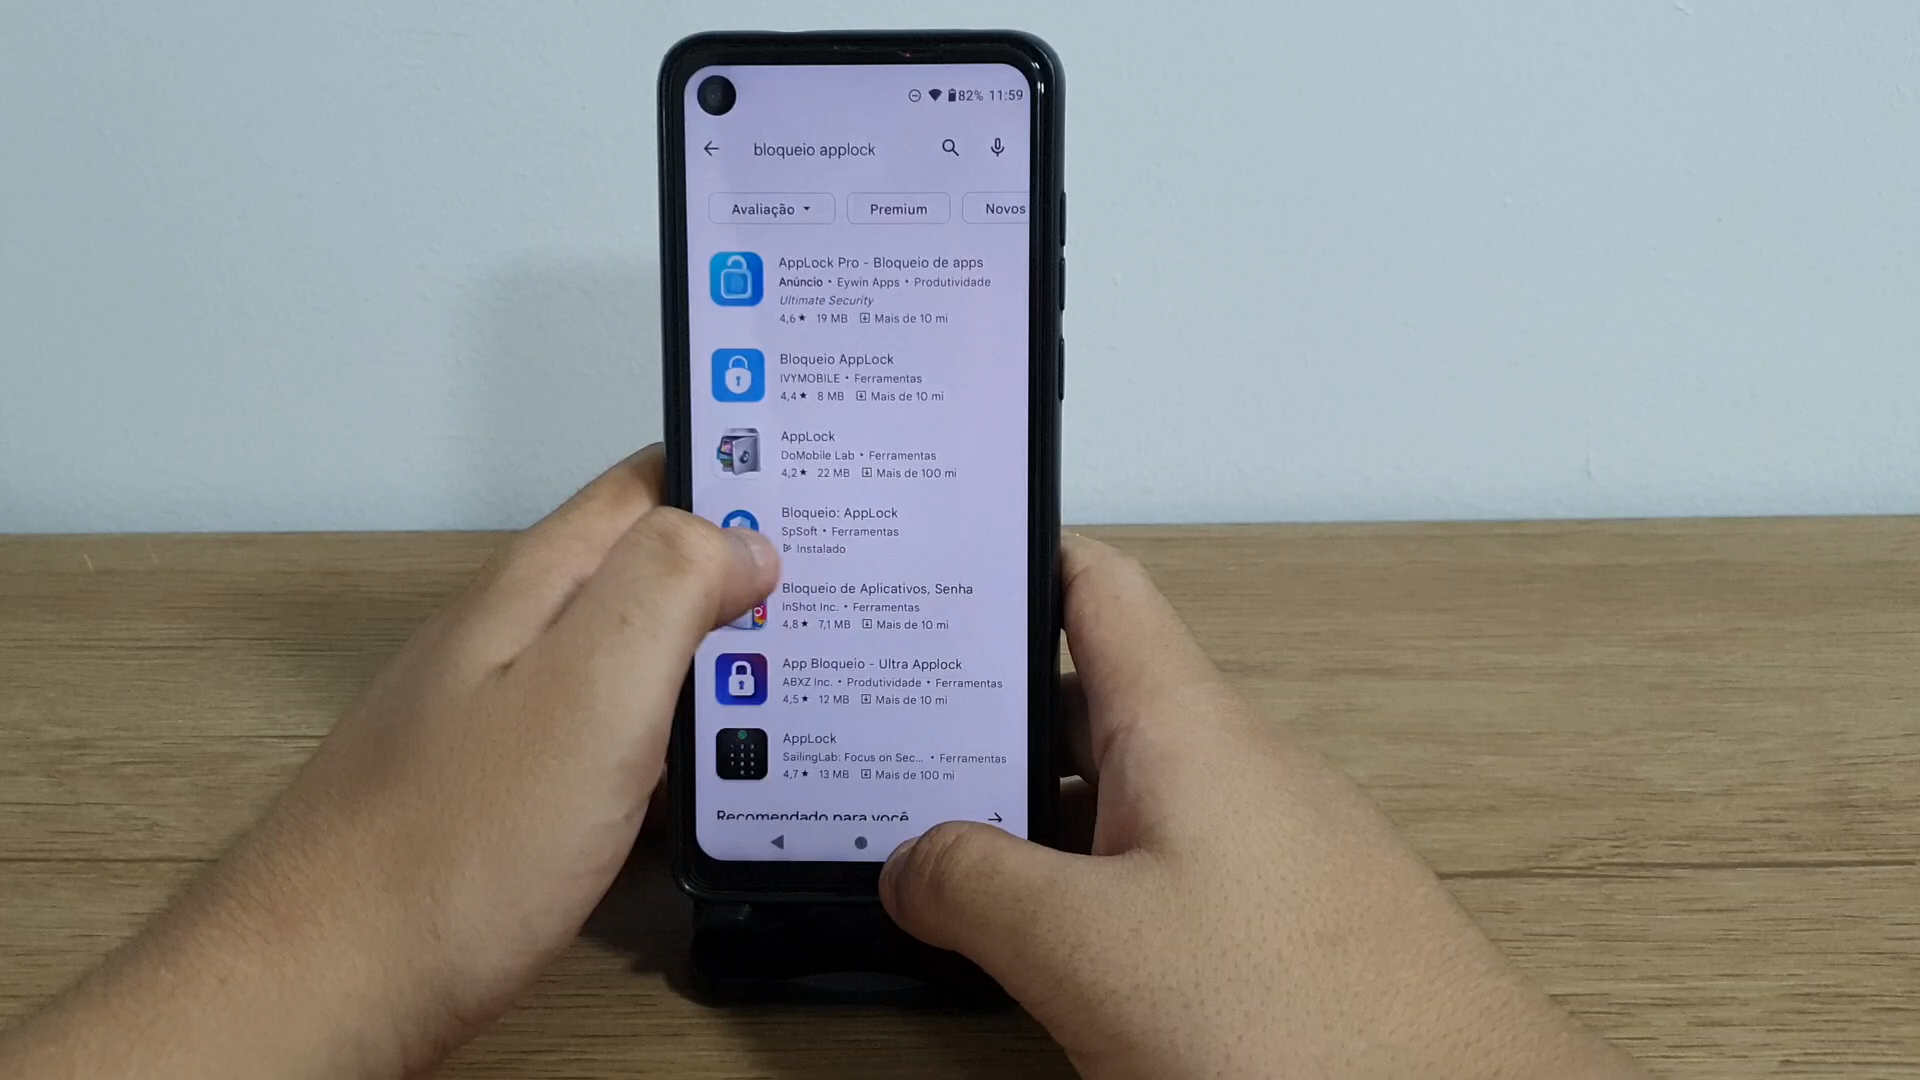 82% 11:59
bloqueio applock
Avaliação Premium Novos
AppLock Pro - Bloqueio de apps
Anúncio • Eywin Apps • Produtividade
Ultimate Security
4,6★ 19 MB Mais de 10 mi
Bloqueio AppLock
IVYMOBILE • Ferramentas
4,4★ 8 MB Mais de 10 mi
AppLock
DoMobile Lab • Ferramentas
4,2★ 22 MB Mais de 100 mi
Bloqueio: AppLock
SpSoft • Ferramentas
Instalado
Bloqueio de Aplicativos, Senha
InShot Inc. • Ferramentas
4,8★ 7,1 MB Mais de 10 mi
App Bloqueio - Ultra Applock
ABXZ Inc. • Produtividade • Ferramentas
4,5★ 12 MB Mais de 10 mi
AppLock
SailingLab: Focus on Sec... • Ferramentas
4,7★ 13 MB Mais de 100 mi
Recomendado para você